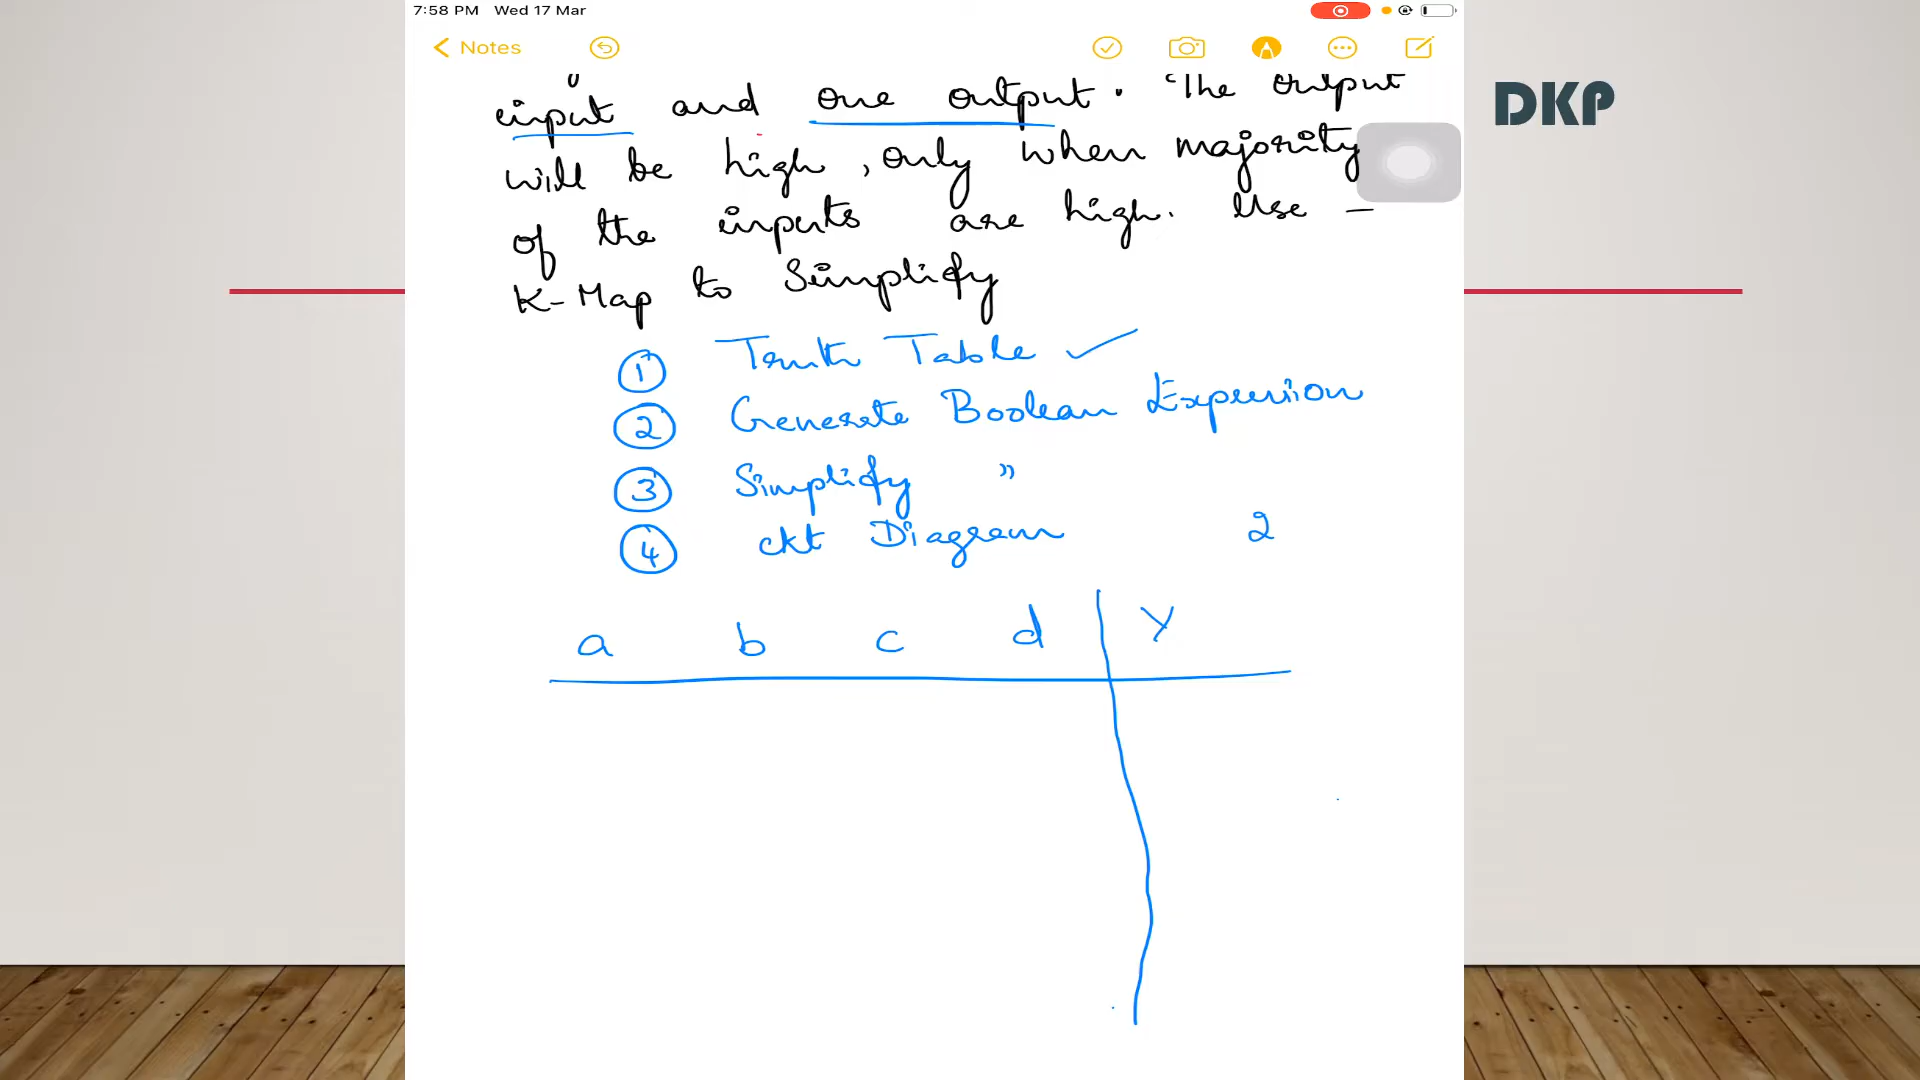 7:58 PM Wed 17 Mar
Notes
DKP
input and one output. The output
will be high, only when majority
of the inputs are high. Use -
K-Map to Simplify
1 Truth Table ✓
2 Generate Boolean Expression
3 Simplify "
4 ckt Diagram 2
a b c d Y